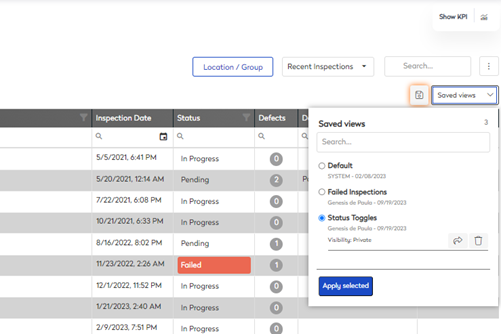 Show KPI
Location / Group
Recent Inspections
Search...
Saved views
Inspection Date Status Defects D
5/5/2021, 6:41 PM In Progress 0
5/20/2021, 12:14 AM Pending 2
7/22/2021, 6:08 PM In Progress 0
10/21/2021, 6:33 PM In Progress 0
8/16/2022, 8:02 PM Pending 1
11/23/2022, 2:26 AM Failed 1
12/1/2022, 11:52 PM In Progress 0
1/21/2023, 2:40 AM In Progress 0
2/9/2023, 7:51 PM In Progress 0
Saved views 3
Search...
Default
SYSTEM - 02/08/2023
Failed Inspections
Genesis de Paula - 09/19/2023
Status Toggles
Genesis de Paula - 09/19/2023
Visibility: Private
Apply selected